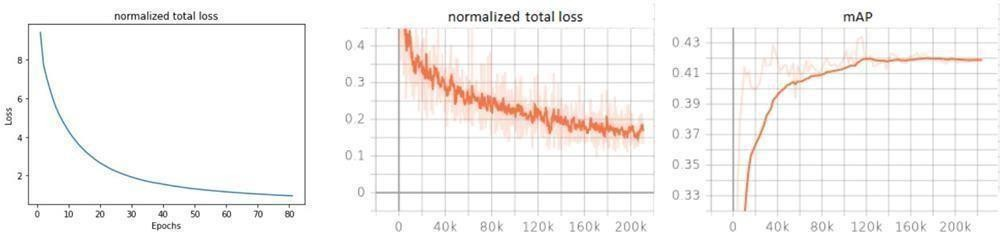 normalized total loss
Loss
8
6
4
2
0 10 20 30 40 50 60 70 80
Epochs
normalized total loss
0.4
0.3
0.2
0.1
0
0 40k 80k 120k 160k 200k
mAP
0.43
0.41
0.39
0.37
0.35
0.33
0 40k 80k 120k 160k 200k